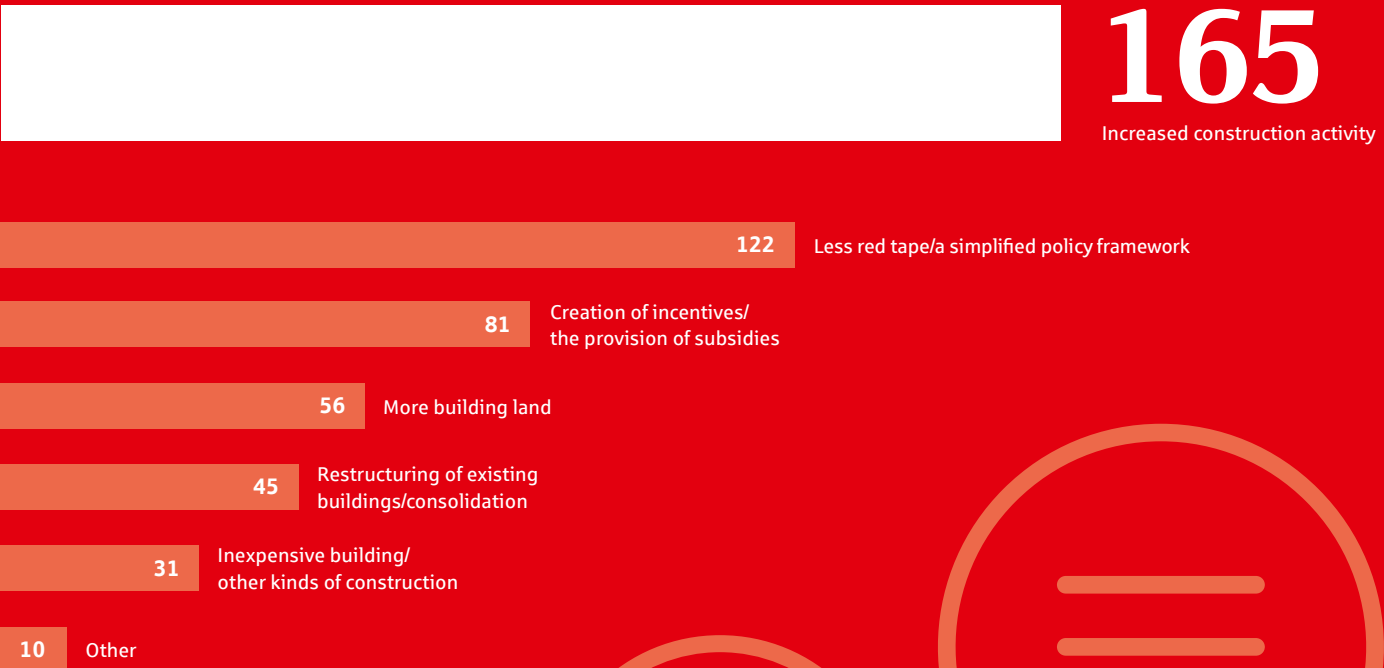 165
Increased construction activity
122 Less red tape/a simplified policy framework
81 Creation of incentives/
the provision of subsidies
56 More building land
45 Restructuring of existing
buildings/consolidation
31 Inexpensive building/
other kinds of construction
10 Other